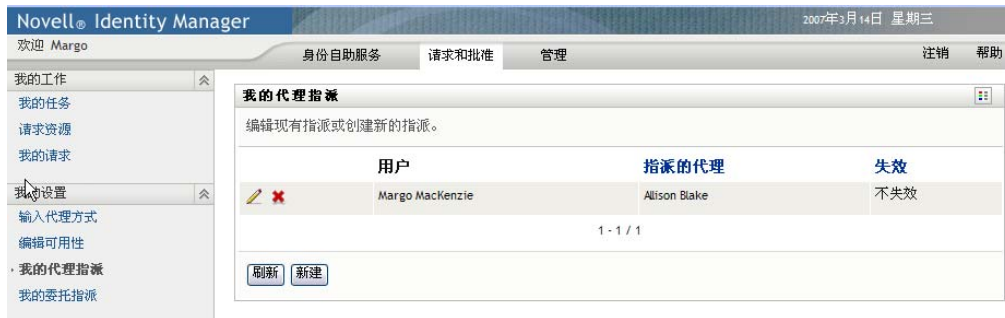 Novell® Identity Manager
2007年3月14日 星期三
欢迎 Margo
身份自助服务
请求和批准
管理
注销
帮助
我的工作
我的任务
请求资源
我的请求
我的设置
输入代理方式
编辑可用性
我的代理指派
我的委托指派
我的代理指派
编辑现有指派或创建新的指派。
用户 指派的代理 失效
Margo MacKenzie Allison Blake 不失效
1 - 1 / 1
刷新 新建